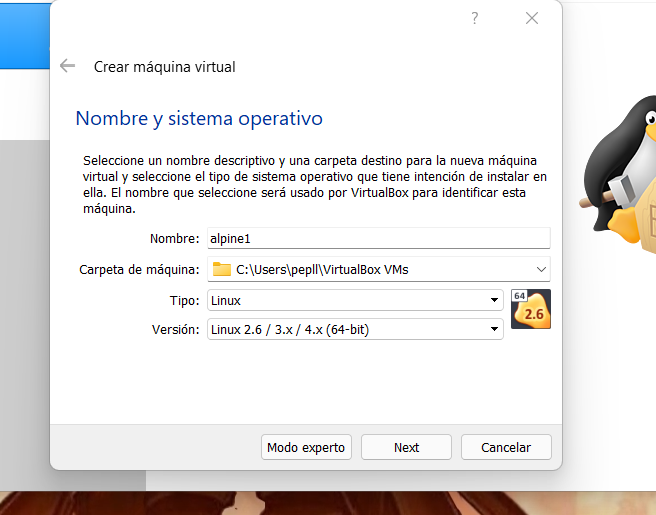 ?
Crear máquina virtual
Nombre y sistema operativo
Seleccione un nombre descriptivo y una carpeta destino para la nueva máquina
virtual y seleccione el tipo de sistema operativo que tiene intención de instalar en
ella. El nombre que seleccione será usado por VirtualBox para identificar esta
máquina.
Nombre: alpine1
Carpeta de máquina: C:\Users\pepll\VirtualBox VMs
Tipo: Linux
64
2.6
Versión: Linux 2.6 / 3.x / 4.x (64-bit)
Modo experto Next Cancelar